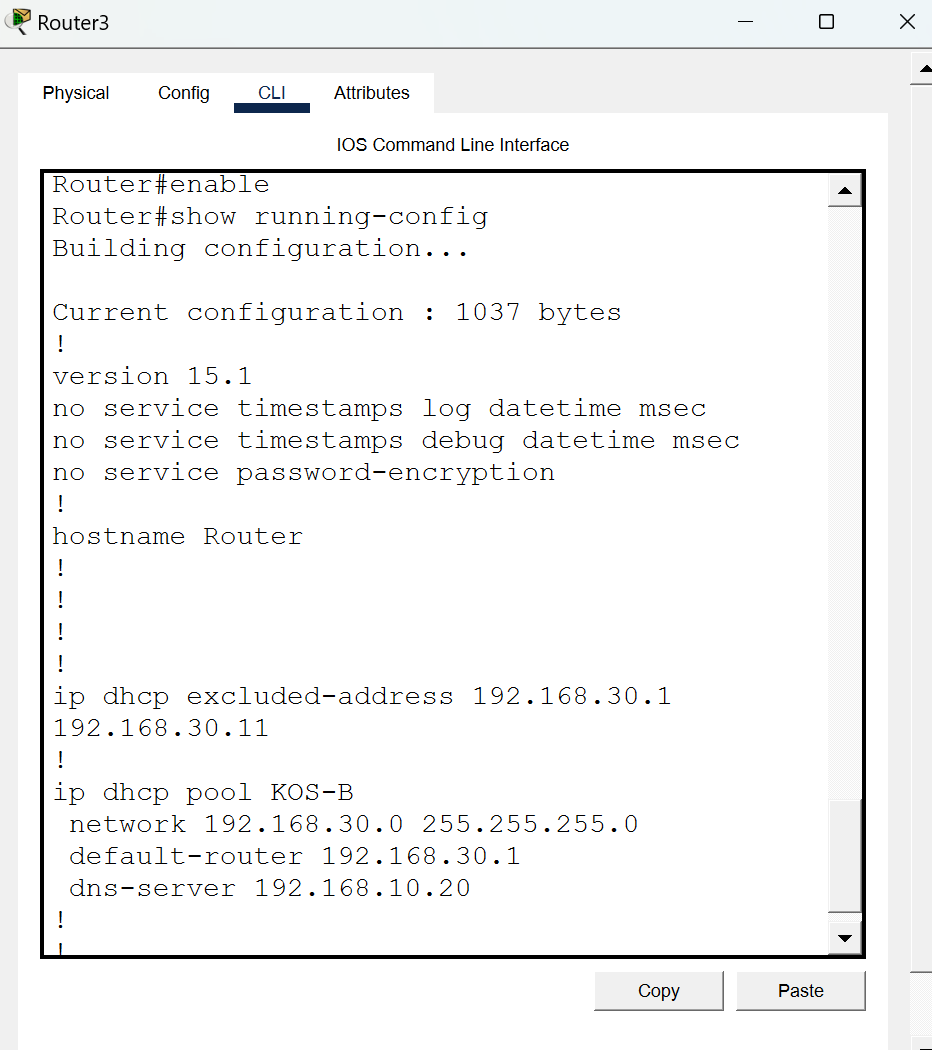 Router3
Physical Config CLI Attributes
IOS Command Line Interface
Router#enable
Router#show running-config
Building configuration...
Current configuration : 1037 bytes
!
version 15.1
no service timestamps log datetime msec
no service timestamps debug datetime msec
no service password-encryption
!
hostname Router
!
!
!
!
ip dhcp excluded-address 192.168.30.1
192.168.30.11
!
ip dhcp pool KOS-B
network 192.168.30.0 255.255.255.0
default-router 192.168.30.1
dns-server 192.168.10.20
!
!
Copy Paste